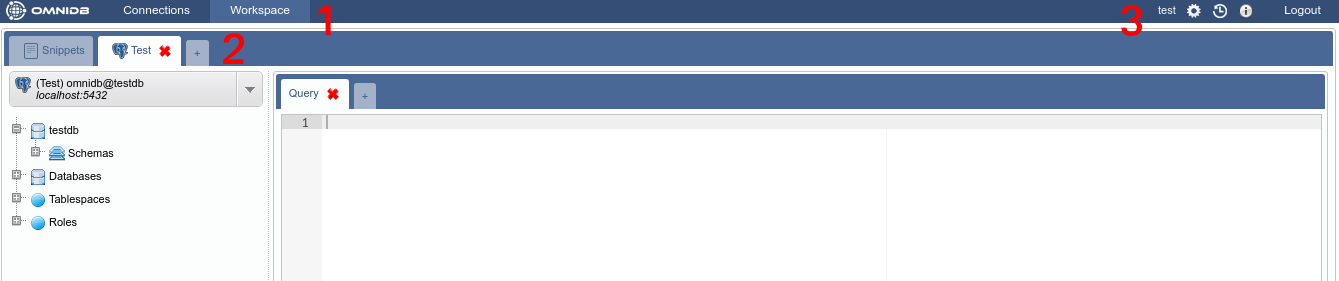 OMNIDB Connections Workspace 1 3 test i Logout
Snippets Test + 2
(Test) omnidb@testdb
localhost:5432
Query +
1
testdb
Schemas
Databases
Tablespaces
Roles